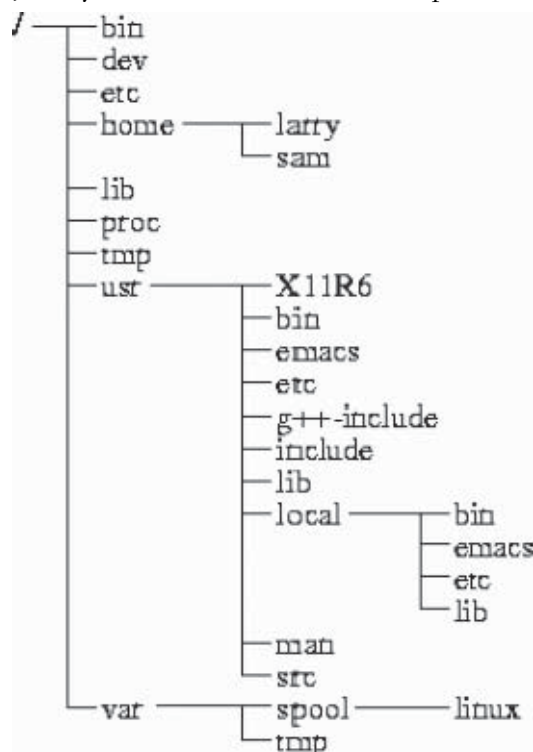 / bin
dev
etc
home larry
sam
lib
proc
tmp
usr X11R6
bin
emacs
etc
g++-include
include
lib
local bin
emacs
etc
lib
man
src
var spool linux
tmp